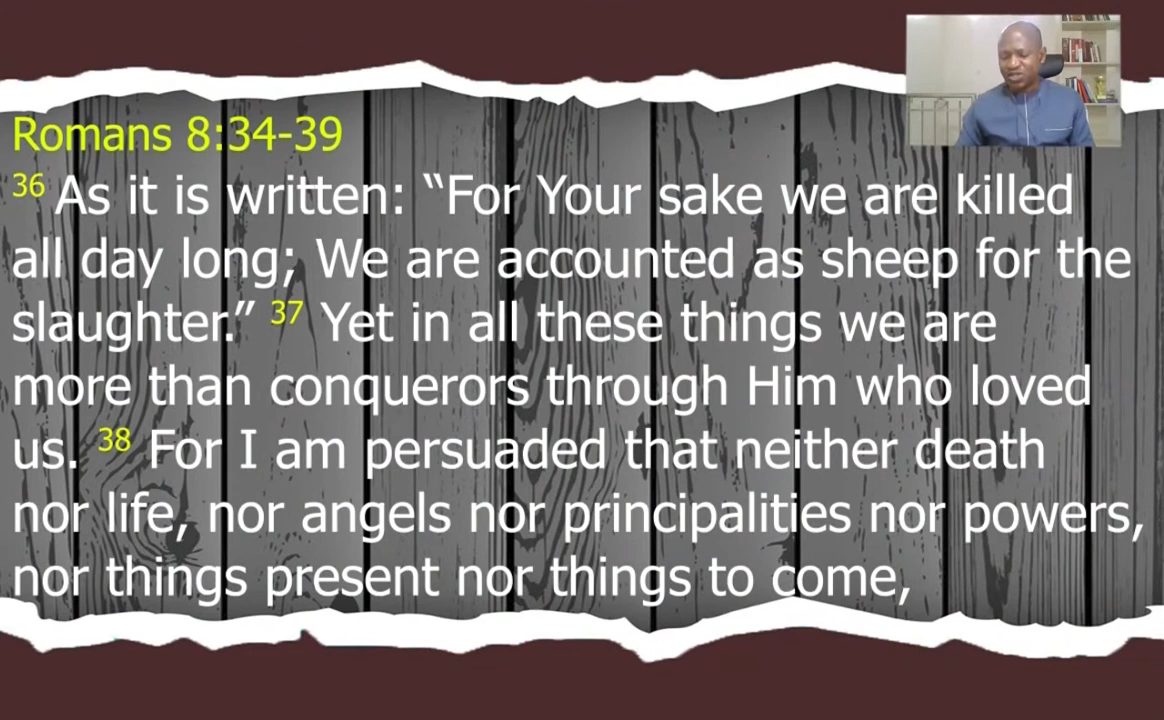 Romans 8:34-39
36 As it is written: “For Your sake we are killed
all day long; We are accounted as sheep for the
slaughter.” 37 Yet in all these things we are
more than conquerors through Him who loved
us. 38 For I am persuaded that neither death
nor life, nor angels nor principalities nor powers,
nor things present nor things to come,